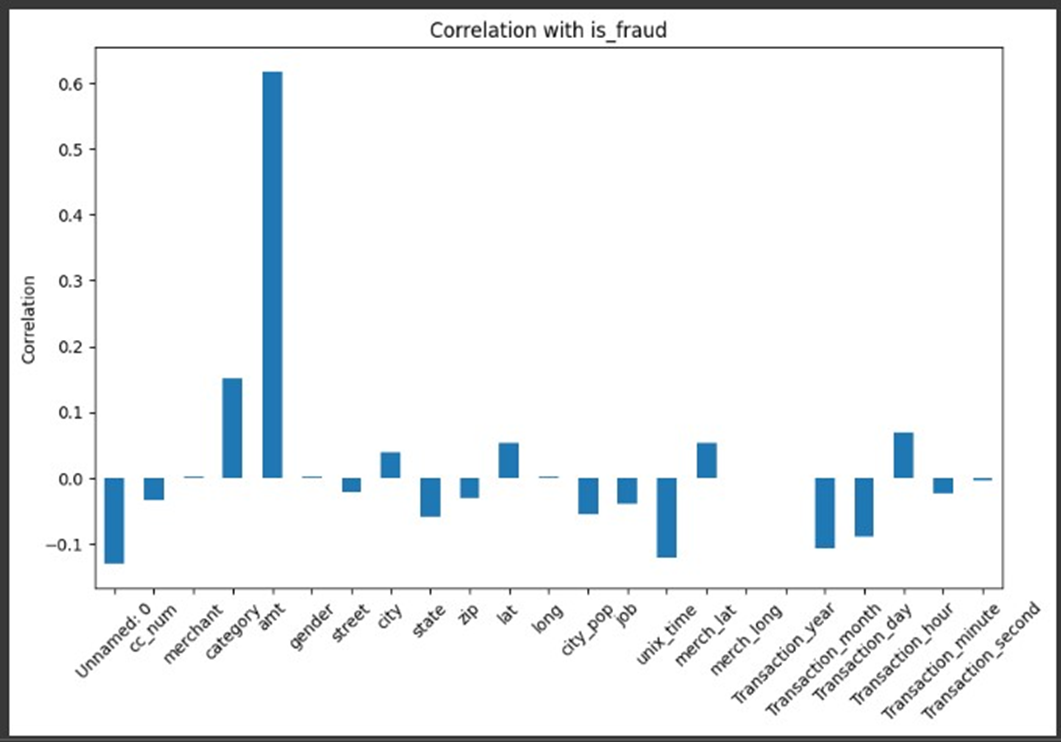 Correlation with is_fraud
Correlation
0.6
0.5
0.4
0.3
0.2
0.1
0.0
−0.1
Unnamed: 0
cc_num
merchant
category
amt
gender
street
city
state
zip
lat
long
city_pop
job
unix_time
merch_lat
merch_long
Transaction_year
Transaction_month
Transaction_day
Transaction_hour
Transaction_minute
Transaction_second